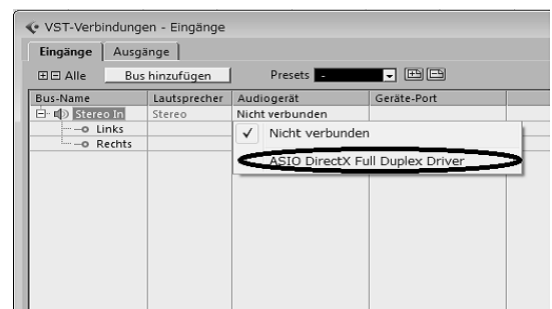 VST-Verbindungen - Eingänge
Eingänge Ausgänge
Alle Bus hinzufügen Presets -
Bus-Name Lautsprecher Audiogerät Geräte-Port
Stereo In Stereo Nicht verbunden
Links
Rechts
✓ Nicht verbunden
ASIO DirectX Full Duplex Driver